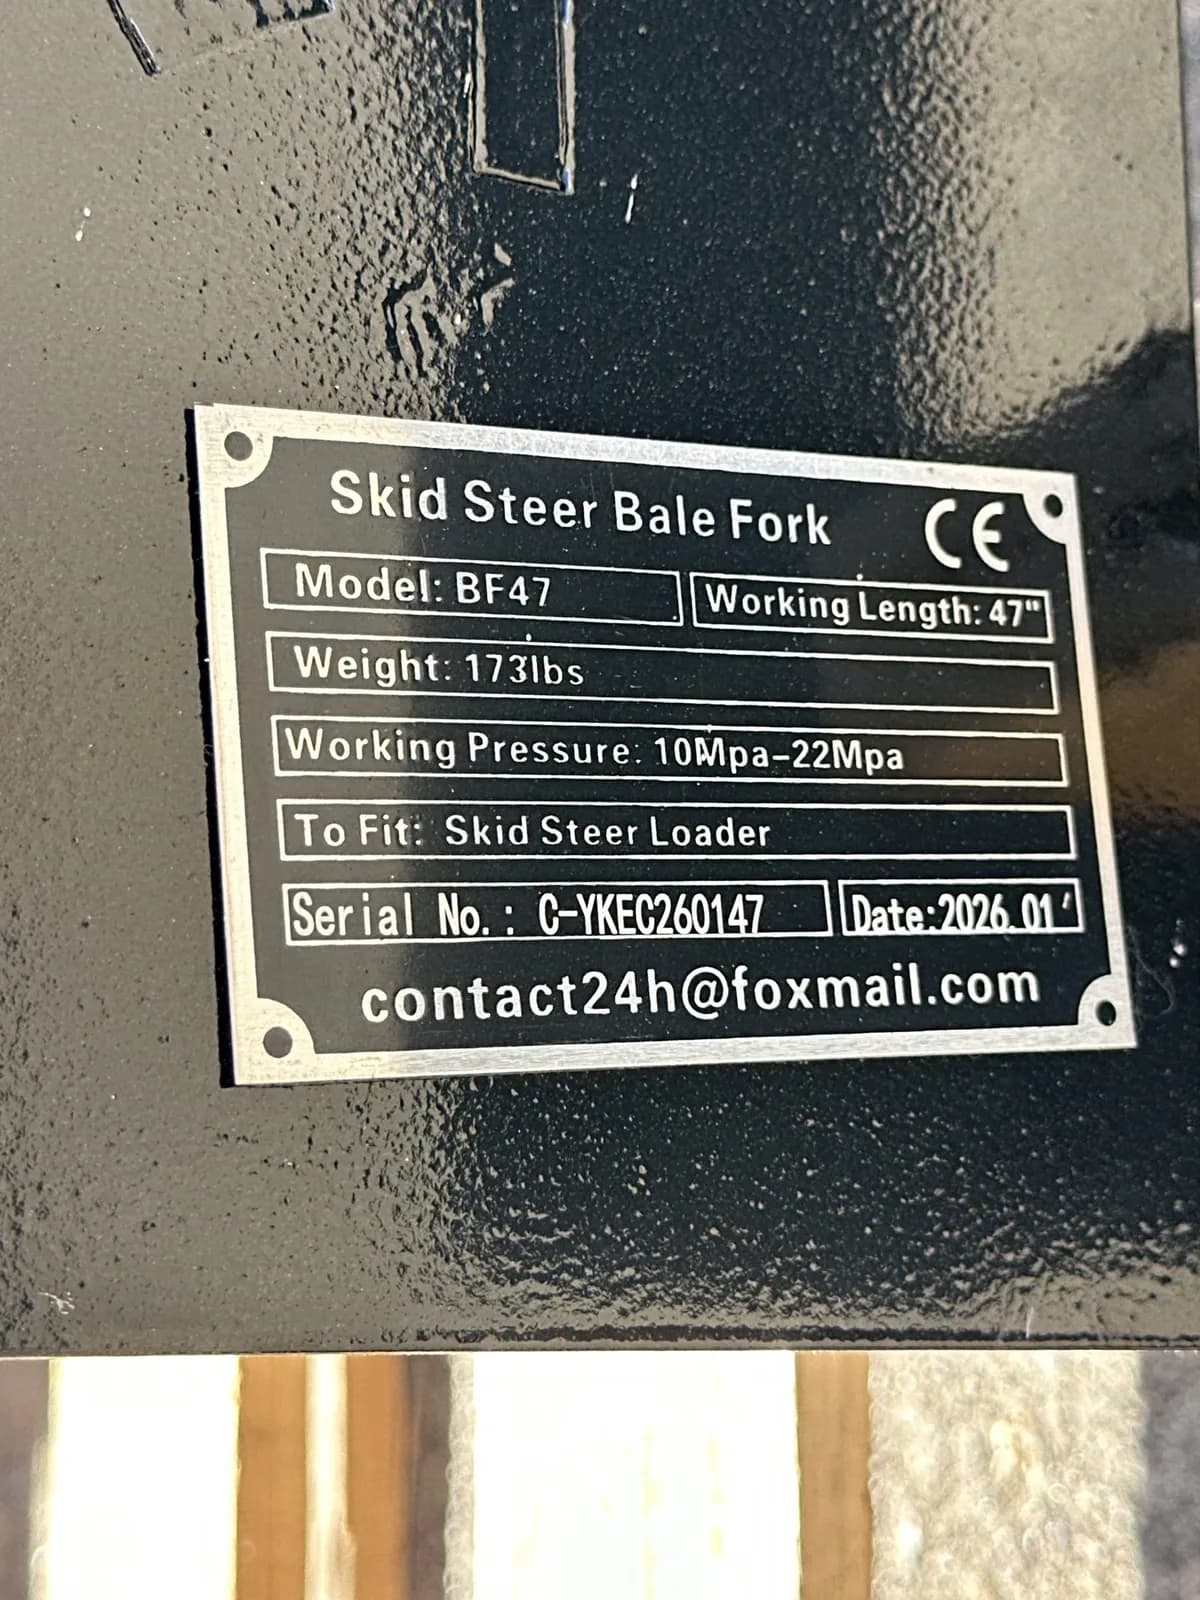 Skid Steer Bale Fork CE
Model: BF47 Working Length: 47"
Weight: 173lbs
Working Pressure: 10Mpa-22Mpa
To Fit: Skid Steer Loader
Serial No.: C-YKEC260147 Date:2026.01
contact24h@foxmail.com